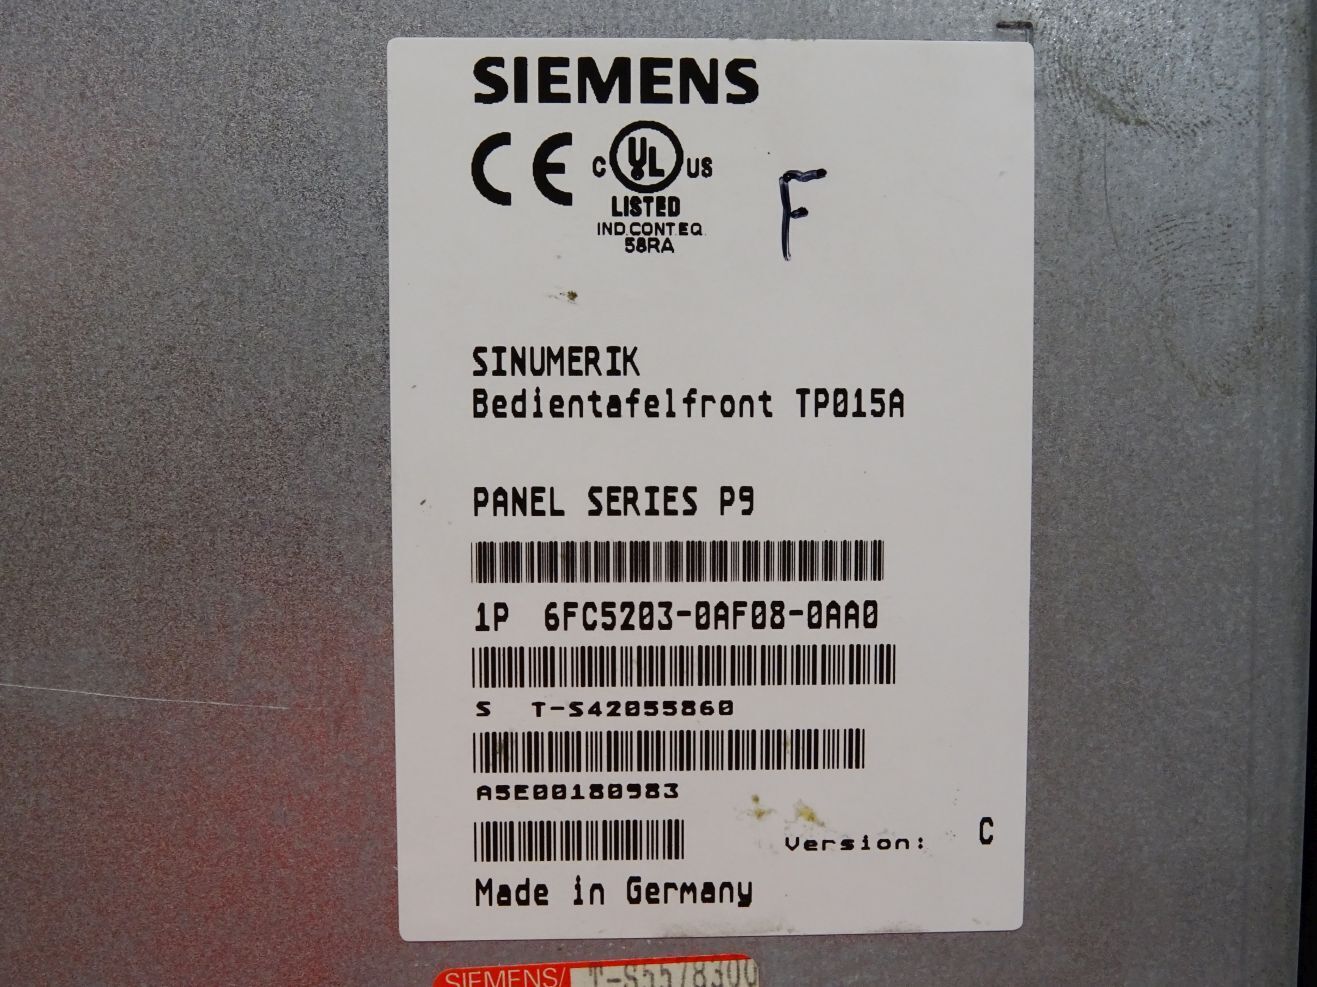 SIEMENS
CE C UL US
LISTED
IND.CONT.EQ.
58RA
F
SINUMERIK
Bedientafelfront TP015A
PANEL SERIES P9
1P 6FC5203-0AF08-0AA0
S T-S42055860
A5E00180983
Version: C
Made in Germany
SIEMENS/ T-S5578300